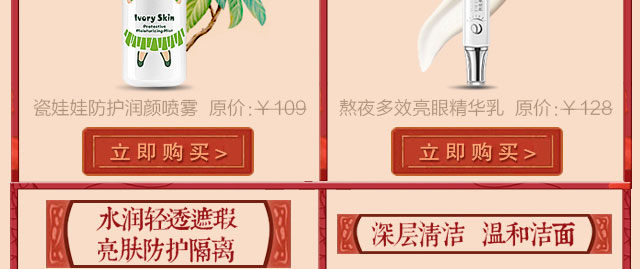 Ivory Skin
Protective
Moisturizing Mist
瓷娃娃防护润颜喷雾 原价:￥109
熬夜多效亮眼精华乳 原价:￥128
立即购买>
立即购买>
水润轻透遮瑕
亮肤防护隔离
深层清洁 温和洁面